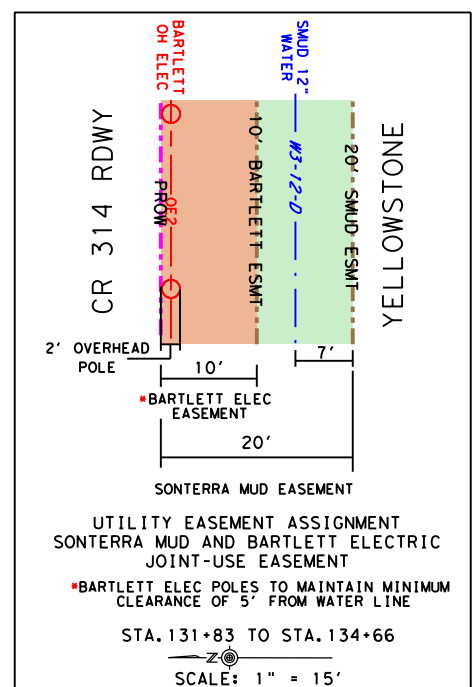 BARTLETT
OH ELEC
SMUD 12"
WATER
CR 314 RDWY
PROW
OE2
10' BARTLETT ESMT
W3-12-D
20' SMUD ESMT
YELLOWSTONE
2' OVERHEAD
POLE
7'
10'
*BARTLETT ELEC
EASEMENT
20'
SONTERRA MUD EASEMENT
UTILITY EASEMENT ASSIGNMENT
SONTERRA MUD AND BARTLETT ELECTRIC
JOINT-USE EASEMENT
*BARTLETT ELEC POLES TO MAINTAIN MINIMUM
CLEARANCE OF 5' FROM WATER LINE
STA.131+83 TO STA.134+66
N
SCALE: 1" = 15'